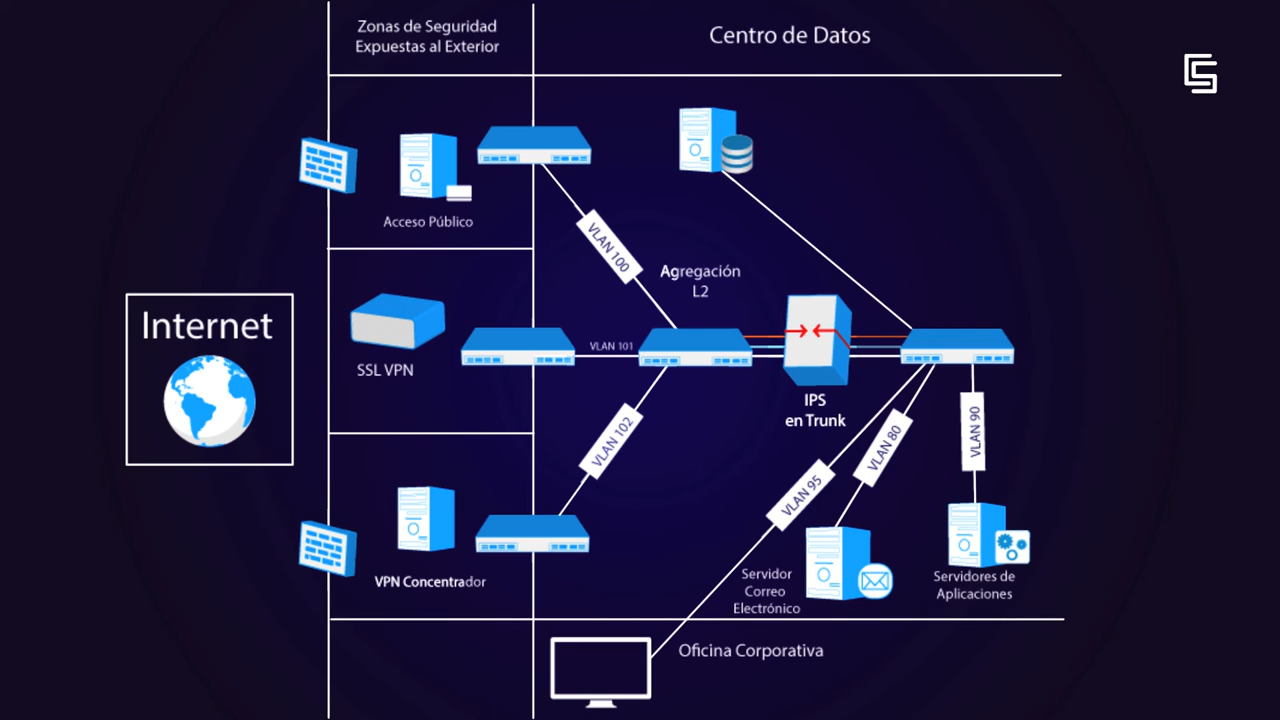 Zonas de Seguridad
Expuestas al Exterior
Centro de Datos
Acceso Público
VLAN 100
Agregación
L2
Internet
SSL VPN
VLAN 101
IPS
en Trunk
VLAN 102
VLAN 95
VLAN 80
VLAN 90
VPN Concentrador
Servidor
Correo
Electrónico
Servidores de
Aplicaciones
Oficina Corporativa